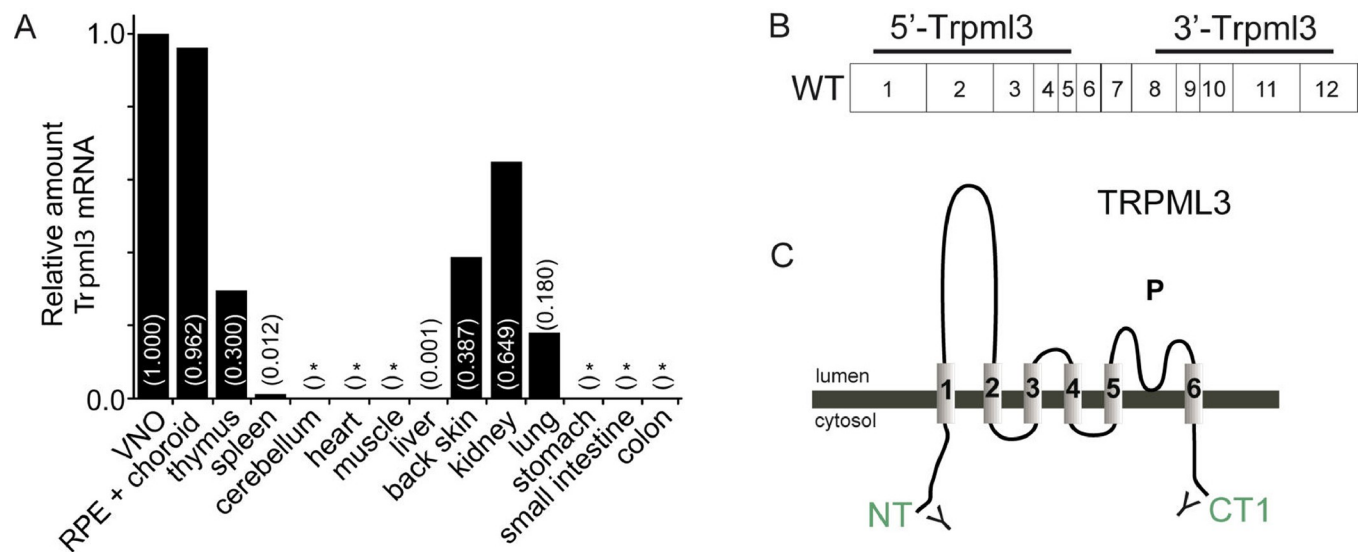 A
Relative amount
Trpml3 mRNA
1.0
0.0
(1.000)
(0.962)
(0.300)
(0.012)
()*
()*
()*
(0.001)
(0.387)
(0.649)
(0.180)
()*
()*
()*
VNO
RPE + choroid
thymus
spleen
cerebellum
heart
muscle
liver
back skin
kidney
lung
stomach
small intestine
colon
B
5'-Trpml3
3'-Trpml3
WT
1 2 3 4 5 6 7 8 9 10 11 12
C
TRPML3
P
lumen
cytosol
1 2 3 4 5 6
NT
CT1